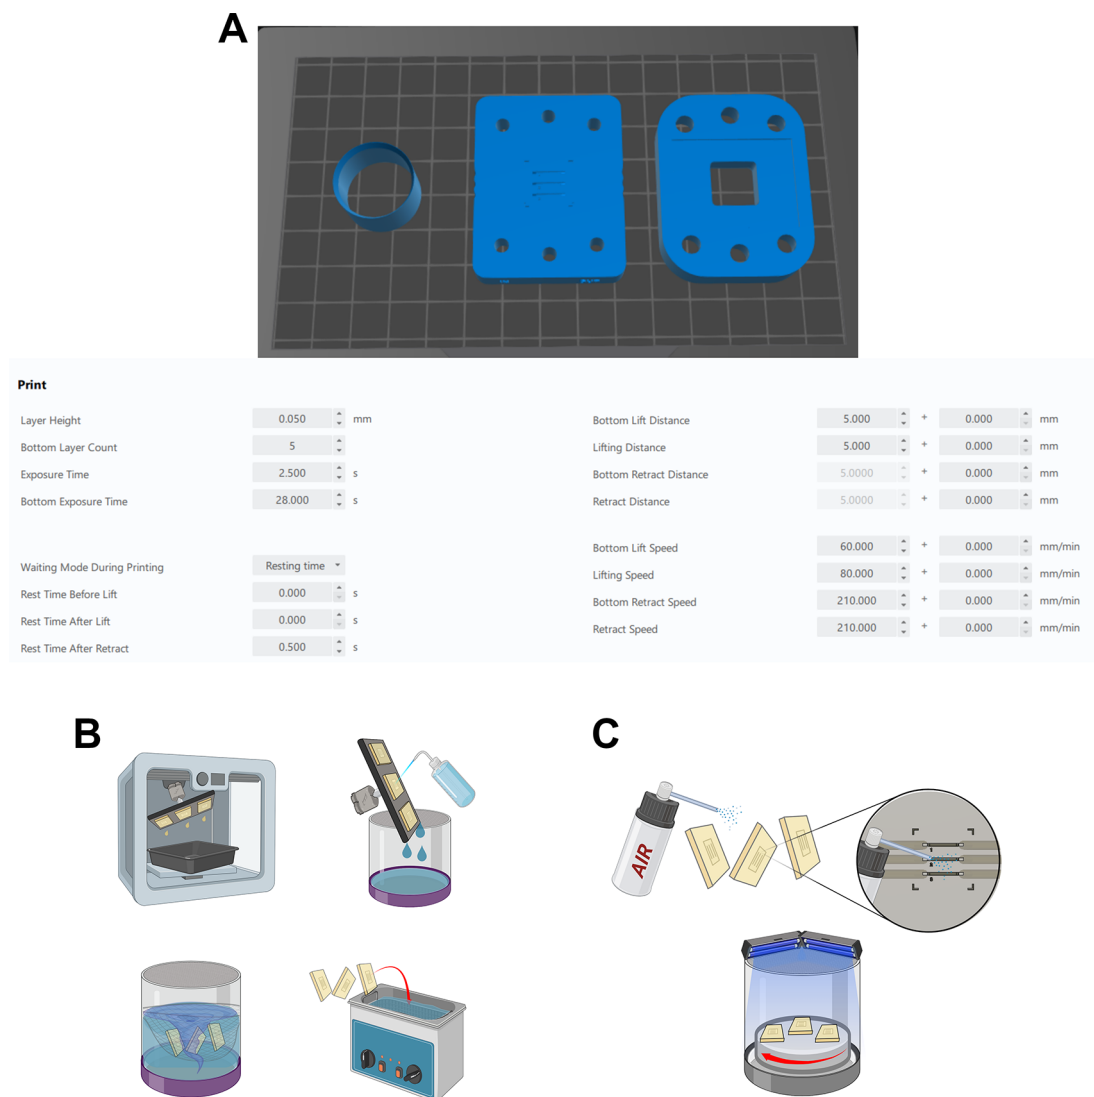 A
Print
Layer Height 0.050 mm
Bottom Layer Count 5
Exposure Time 2.500 s
Bottom Exposure Time 28.000 s
Waiting Mode During Printing Resting time
Rest Time Before Lift 0.000 s
Rest Time After Lift 0.000 s
Rest Time After Retract 0.500 s
Bottom Lift Distance 5.000 + 0.000 mm
Lifting Distance 5.000 + 0.000 mm
Bottom Retract Distance 5.0000 + 0.000 mm
Retract Distance 5.0000 + 0.000 mm
Bottom Lift Speed 60.000 + 0.000 mm/min
Lifting Speed 80.000 + 0.000 mm/min
Bottom Retract Speed 210.000 + 0.000 mm/min
Retract Speed 210.000 + 0.000 mm/min
B
C
AIR